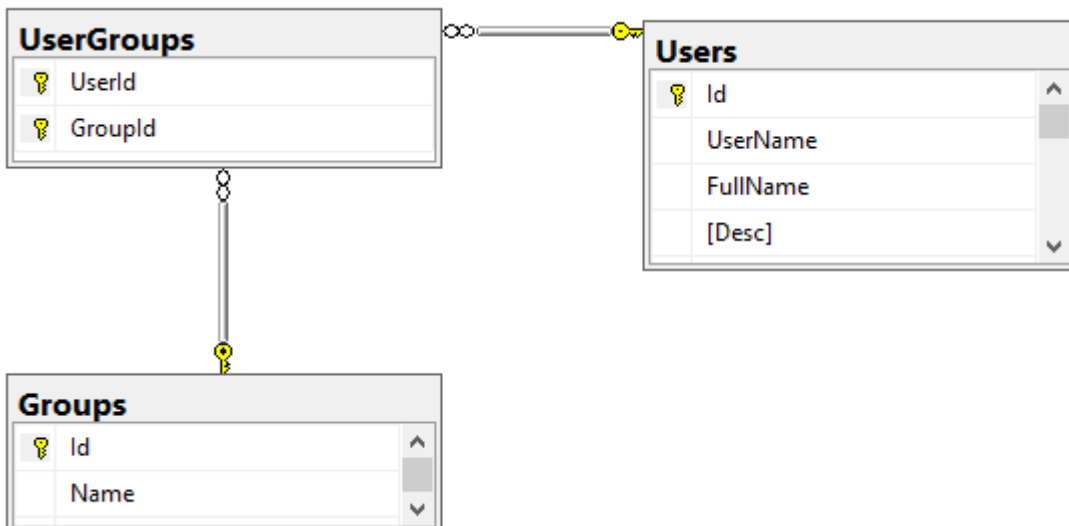 UserGroups
UserId
GroupId
Users
Id
UserName
FullName
[Desc]
Groups
Id
Name